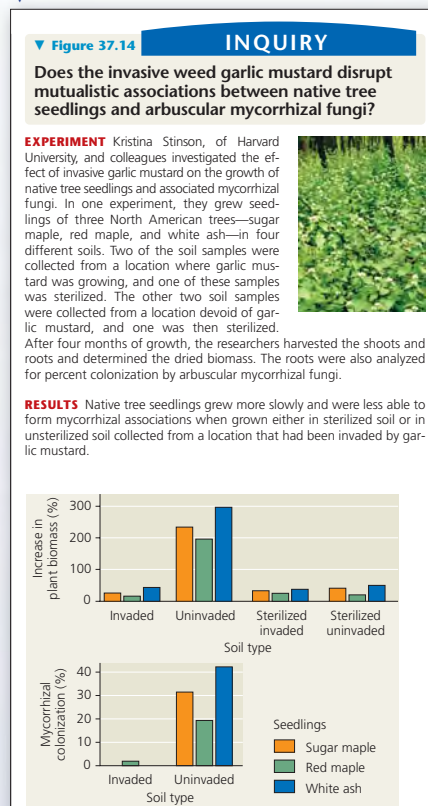 ▼ Figure 37.14
INQUIRY
Does the invasive weed garlic mustard disrupt
mutualistic associations between native tree
seedlings and arbuscular mycorrhizal fungi?
EXPERIMENT Kristina Stinson, of Harvard
University, and colleagues investigated the ef-
fect of invasive garlic mustard on the growth of
native tree seedlings and associated mycorrhizal
fungi. In one experiment, they grew seed-
lings of three North American trees—sugar
maple, red maple, and white ash—in four
different soils. Two of the soil samples were
collected from a location where garlic mus-
tard was growing, and one of these samples
was sterilized. The other two soil samples
were collected from a location devoid of gar-
lic mustard, and one was then sterilized.
After four months of growth, the researchers harvested the shoots and
roots and determined the dried biomass. The roots were also analyzed
for percent colonization by arbuscular mycorrhizal fungi.
RESULTS Native tree seedlings grew more slowly and were less able to
form mycorrhizal associations when grown either in sterilized soil or in
unsterilized soil collected from a location that had been invaded by gar-
lic mustard.
Increase in
plant biomass (%)
300
200
100
0
Invaded
Uninvaded
Sterilized
invaded
Sterilized
uninvaded
Soil type
Mycorrhizal
colonization (%)
40
30
20
10
0
Invaded
Uninvaded
Soil type
Seedlings
Sugar maple
Red maple
White ash